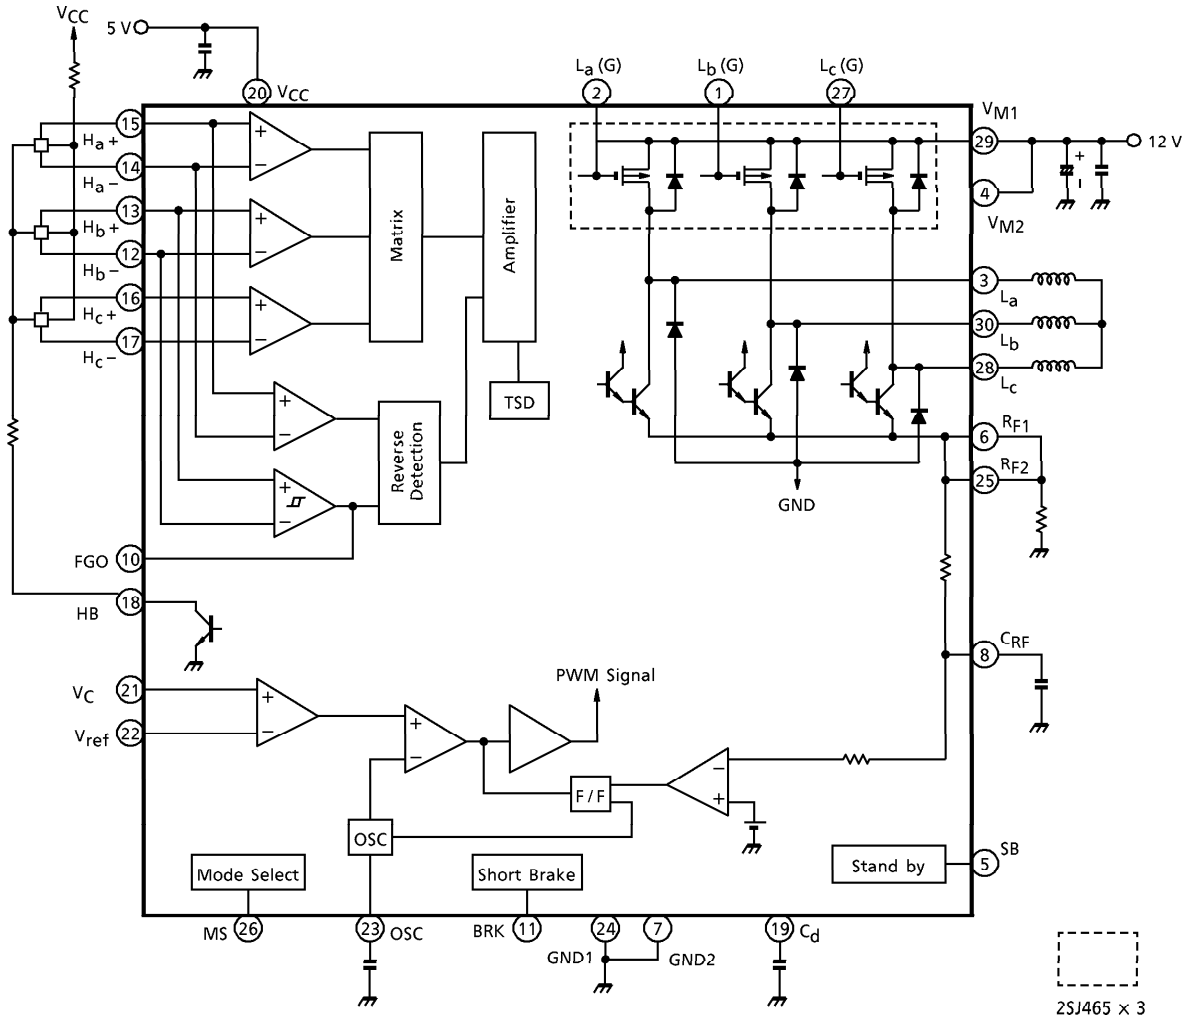 VCC
5 V
La (G)
Lb (G)
Lc (G)
20
VCC
2
1
27
VM1
15
Ha+
29
12 V
14
Ha−
4
VM2
13
Hb+
12
Hb−
Matrix
Amplifier
16
Hc+
3
La
17
Hc−
30
Lb
28
Lc
TSD
Reverse
Detection
6
RF1
25
RF2
GND
FGO
10
HB
18
8
CRF
PWM Signal
VC
21
Vref
22
F / F
OSC
Mode Select
Short Brake
Stand by
5
SB
MS
26
23
OSC
BRK
11
24
7
19
Cd
GND1
GND2
2SJ465 × 3